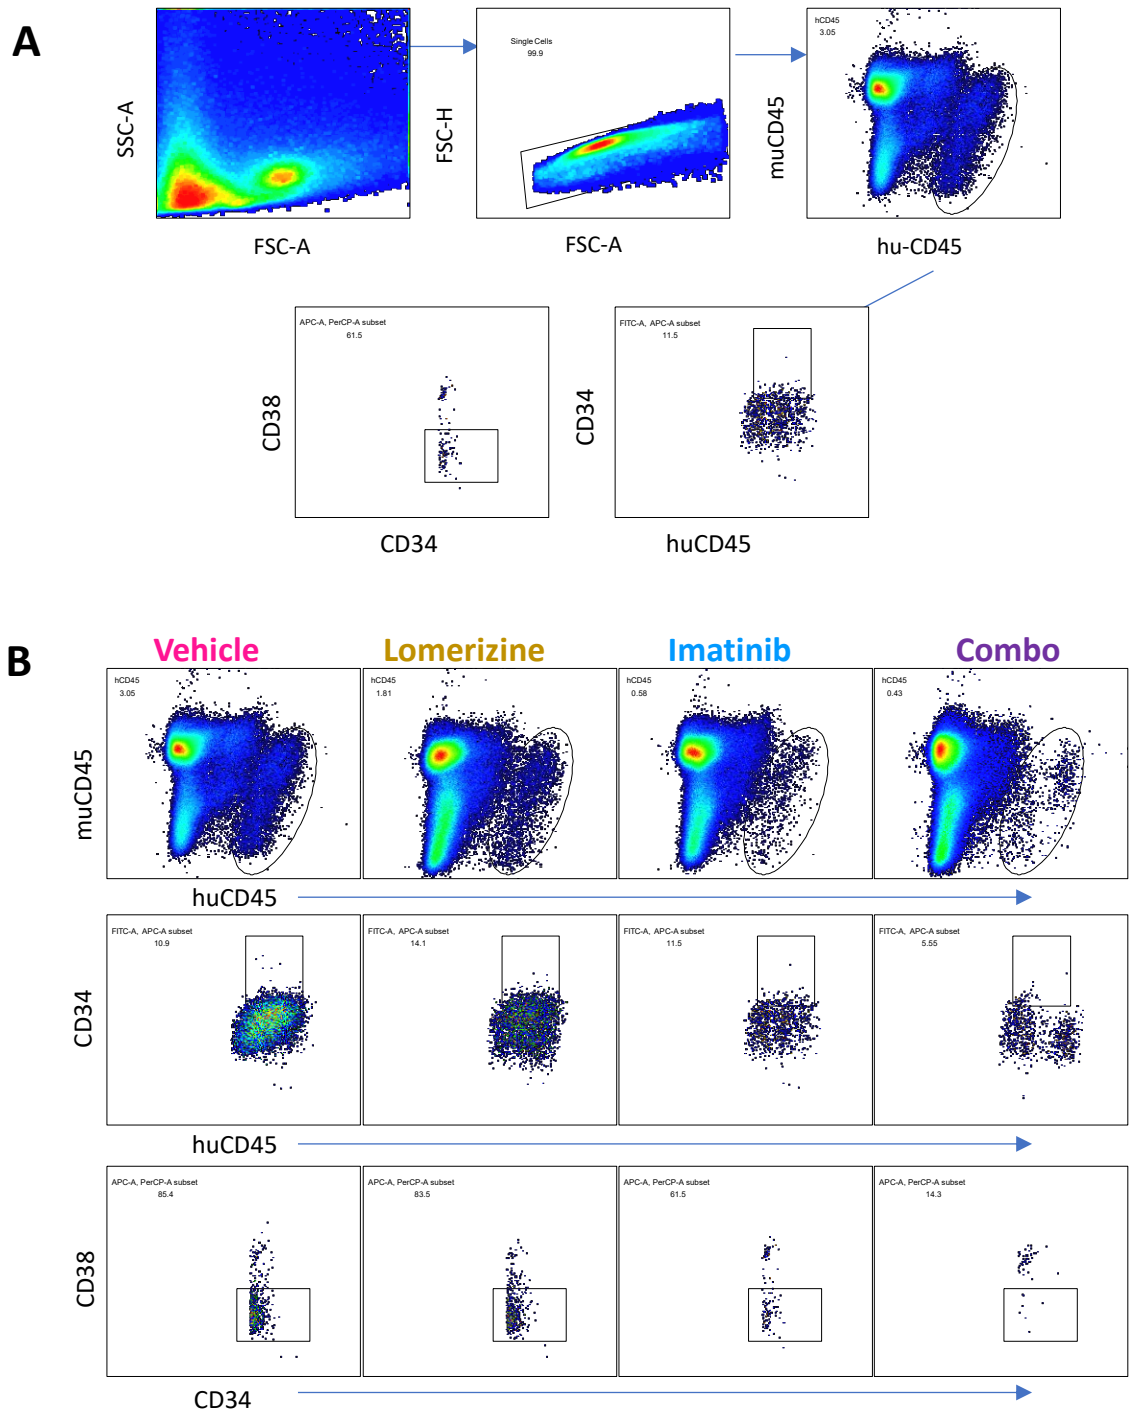 A
SSC-A
FSC-A
FSC-H
Single Cells
99.9
FSC-A
muCD45
hCD45
3.05
hu-CD45
CD38
APC-A, PerCP-A subset
61.5
CD34
CD34
FITC-A, APC-A subset
11.5
huCD45
B
Vehicle
Lomerizine
Imatinib
Combo
muCD45
hCD45
3.05
hCD45
1.81
hCD45
0.58
hCD45
0.43
huCD45
CD34
FITC-A, APC-A subset
10.9
FITC-A, APC-A subset
14.1
FITC-A, APC-A subset
11.5
FITC-A, APC-A subset
5.55
huCD45
CD38
APC-A, PerCP-A subset
85.4
APC-A, PerCP-A subset
83.5
APC-A, PerCP-A subset
61.5
APC-A, PerCP-A subset
14.3
CD34